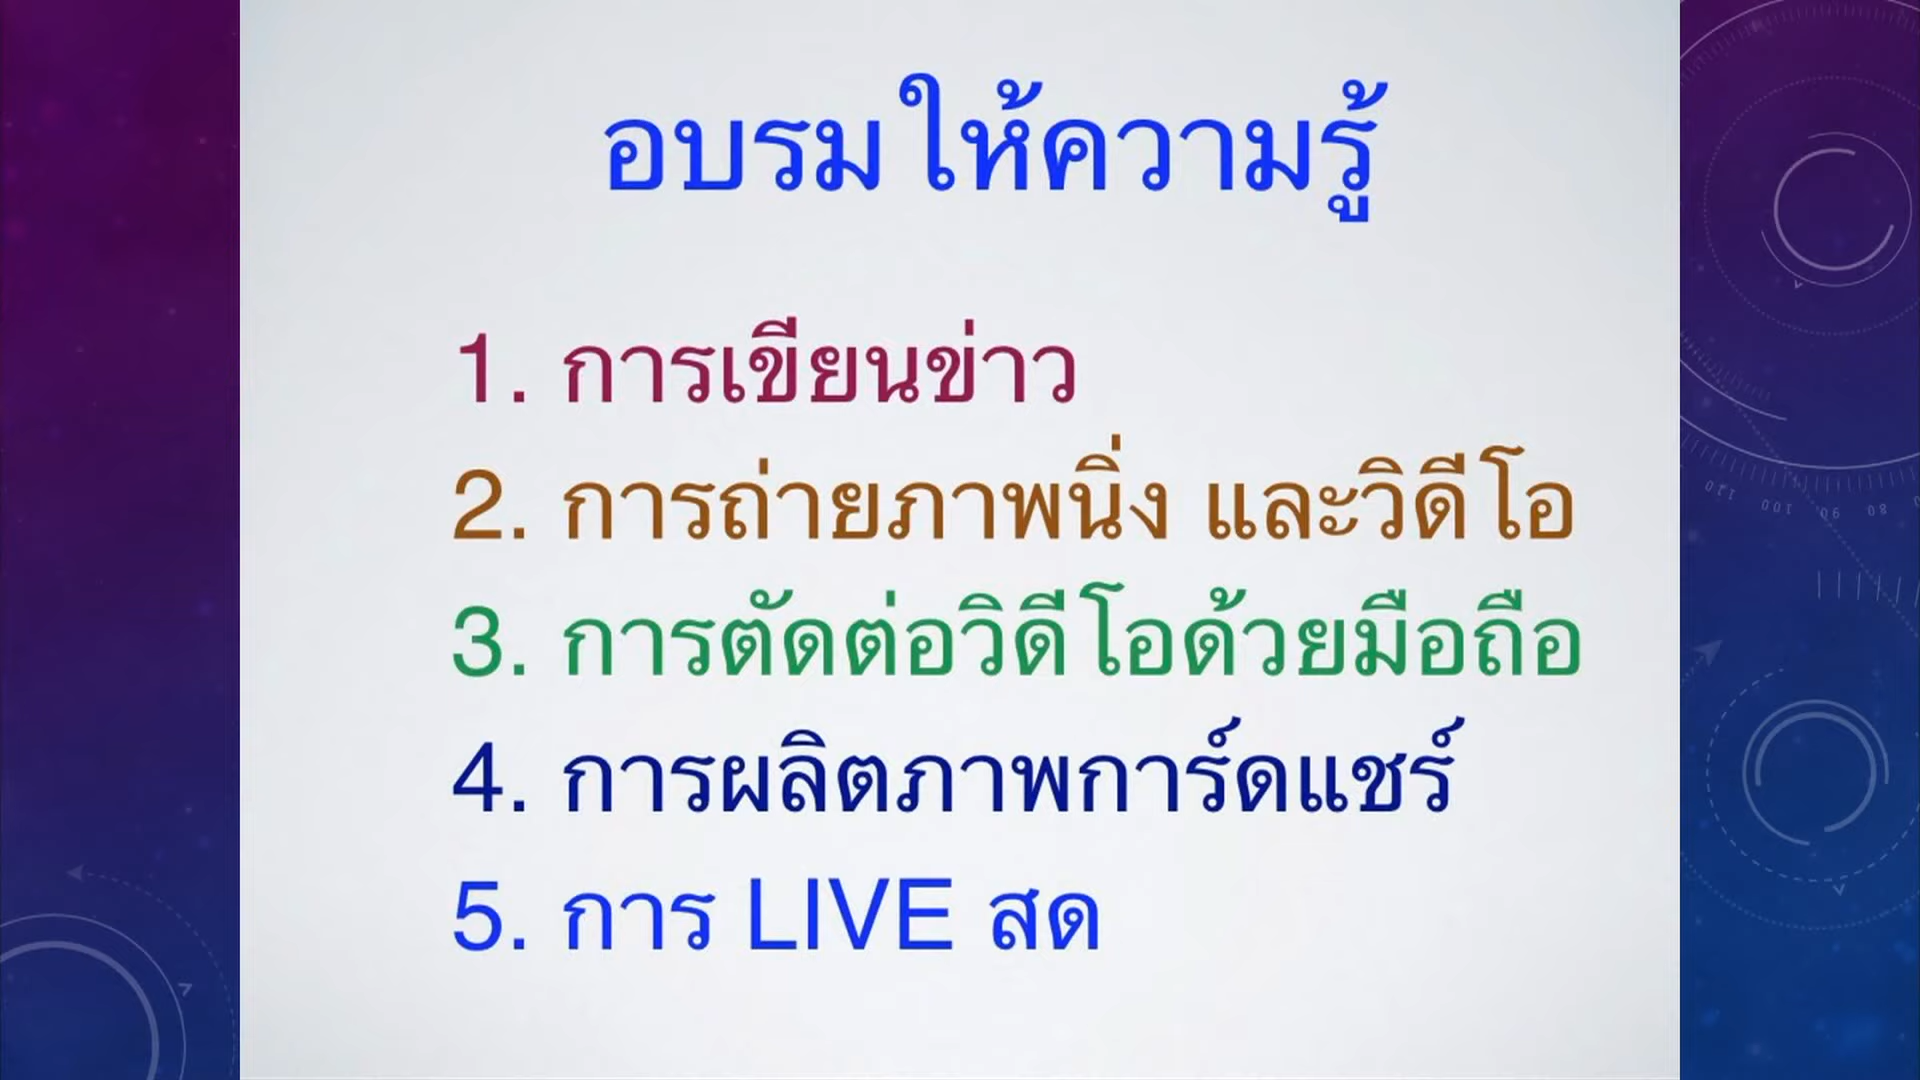 อบรมให้ความรู้
1. การเขียนข่าว
2. การถ่ายภาพนิ่ง และวิดีโอ
3. การตัดต่อวิดีโอด้วยมือถือ
4. การผลิตภาพการ์ดแชร์
5. การ LIVE สด
110 100 90 80